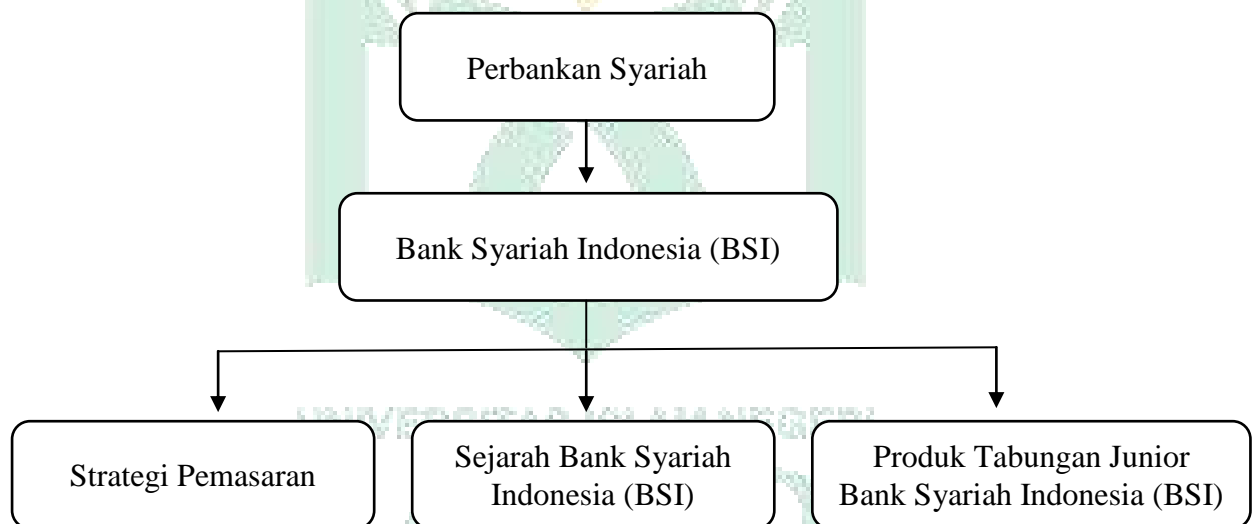 Perbankan Syariah
Bank Syariah Indonesia (BSI)
Strategi Pemasaran
Sejarah Bank Syariah
Indonesia (BSI)
Produk Tabungan Junior
Bank Syariah Indonesia (BSI)